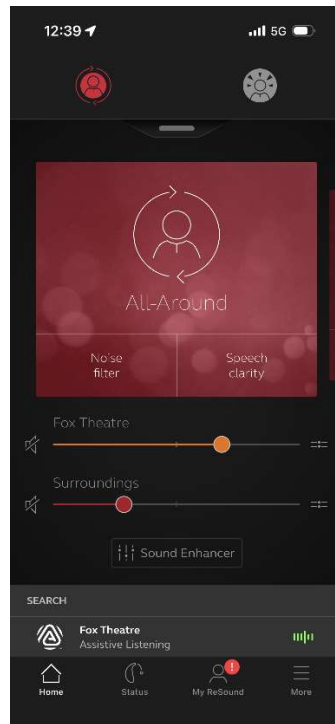 12:39
5G
All-Around
Noise
filter
Speech
clarity
Fox Theatre
Surroundings
Sound Enhancer
SEARCH
Fox Theatre
Assistive Listening
!
Home
Status
My ReSound
More